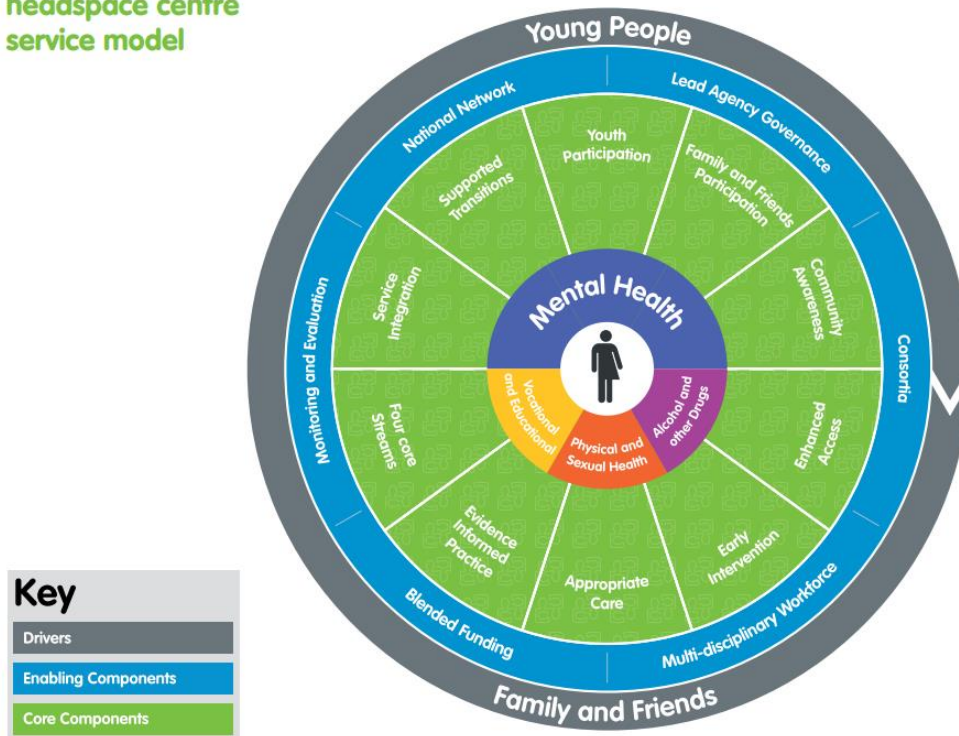 headspace centre
service model
Young People
National Network
Lead Agency Governance
Youth
Participation
Supported
Transitions
Family and Friends
Participation
Service
Integration
Community
Awareness
Mental Health
Monitoring and Evaluation
Consortia
Four core
Streams
Vocational
and Educational
Physical and
Sexual Health
Alcohol and
other Drugs
Enhanced
Access
Evidence
Informed
Practice
Appropriate
Care
Early
Intervention
Blended Funding
Multi-disciplinary Workforce
Family and Friends
Key
Drivers
Enabling Components
Core Components